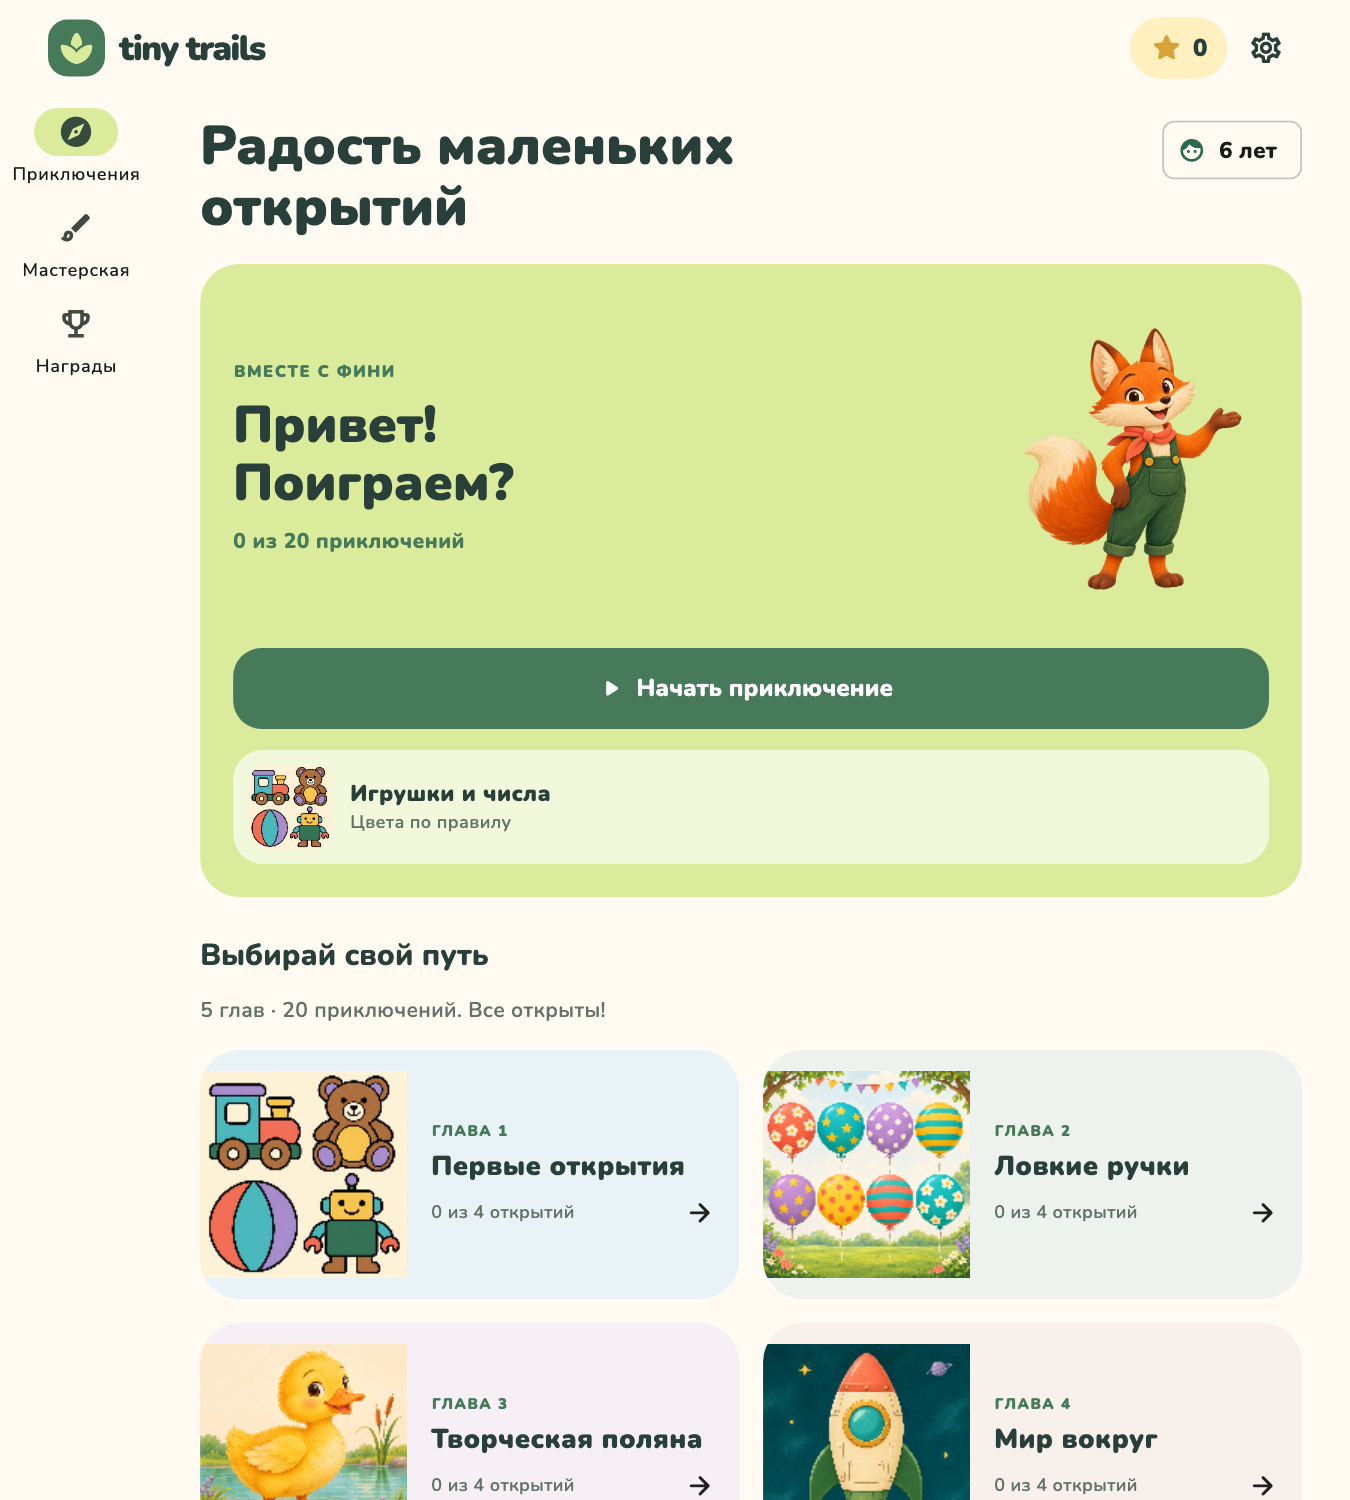 tiny trails
0
Приключения
Мастерская
Награды
Радость маленьких
открытий
6 лет
ВМЕСТЕ С ФИНИ
Привет!
Поиграем?
0 из 20 приключений
Начать приключение
Игрушки и числа
Цвета по правилу
Выбирай свой путь
5 глав · 20 приключений. Все открыты!
ГЛАВА 1
Первые открытия
0 из 4 открытий
ГЛАВА 2
Ловкие ручки
0 из 4 открытий
ГЛАВА 3
Творческая поляна
0 из 4 открытий
ГЛАВА 4
Мир вокруг
0 из 4 открытий